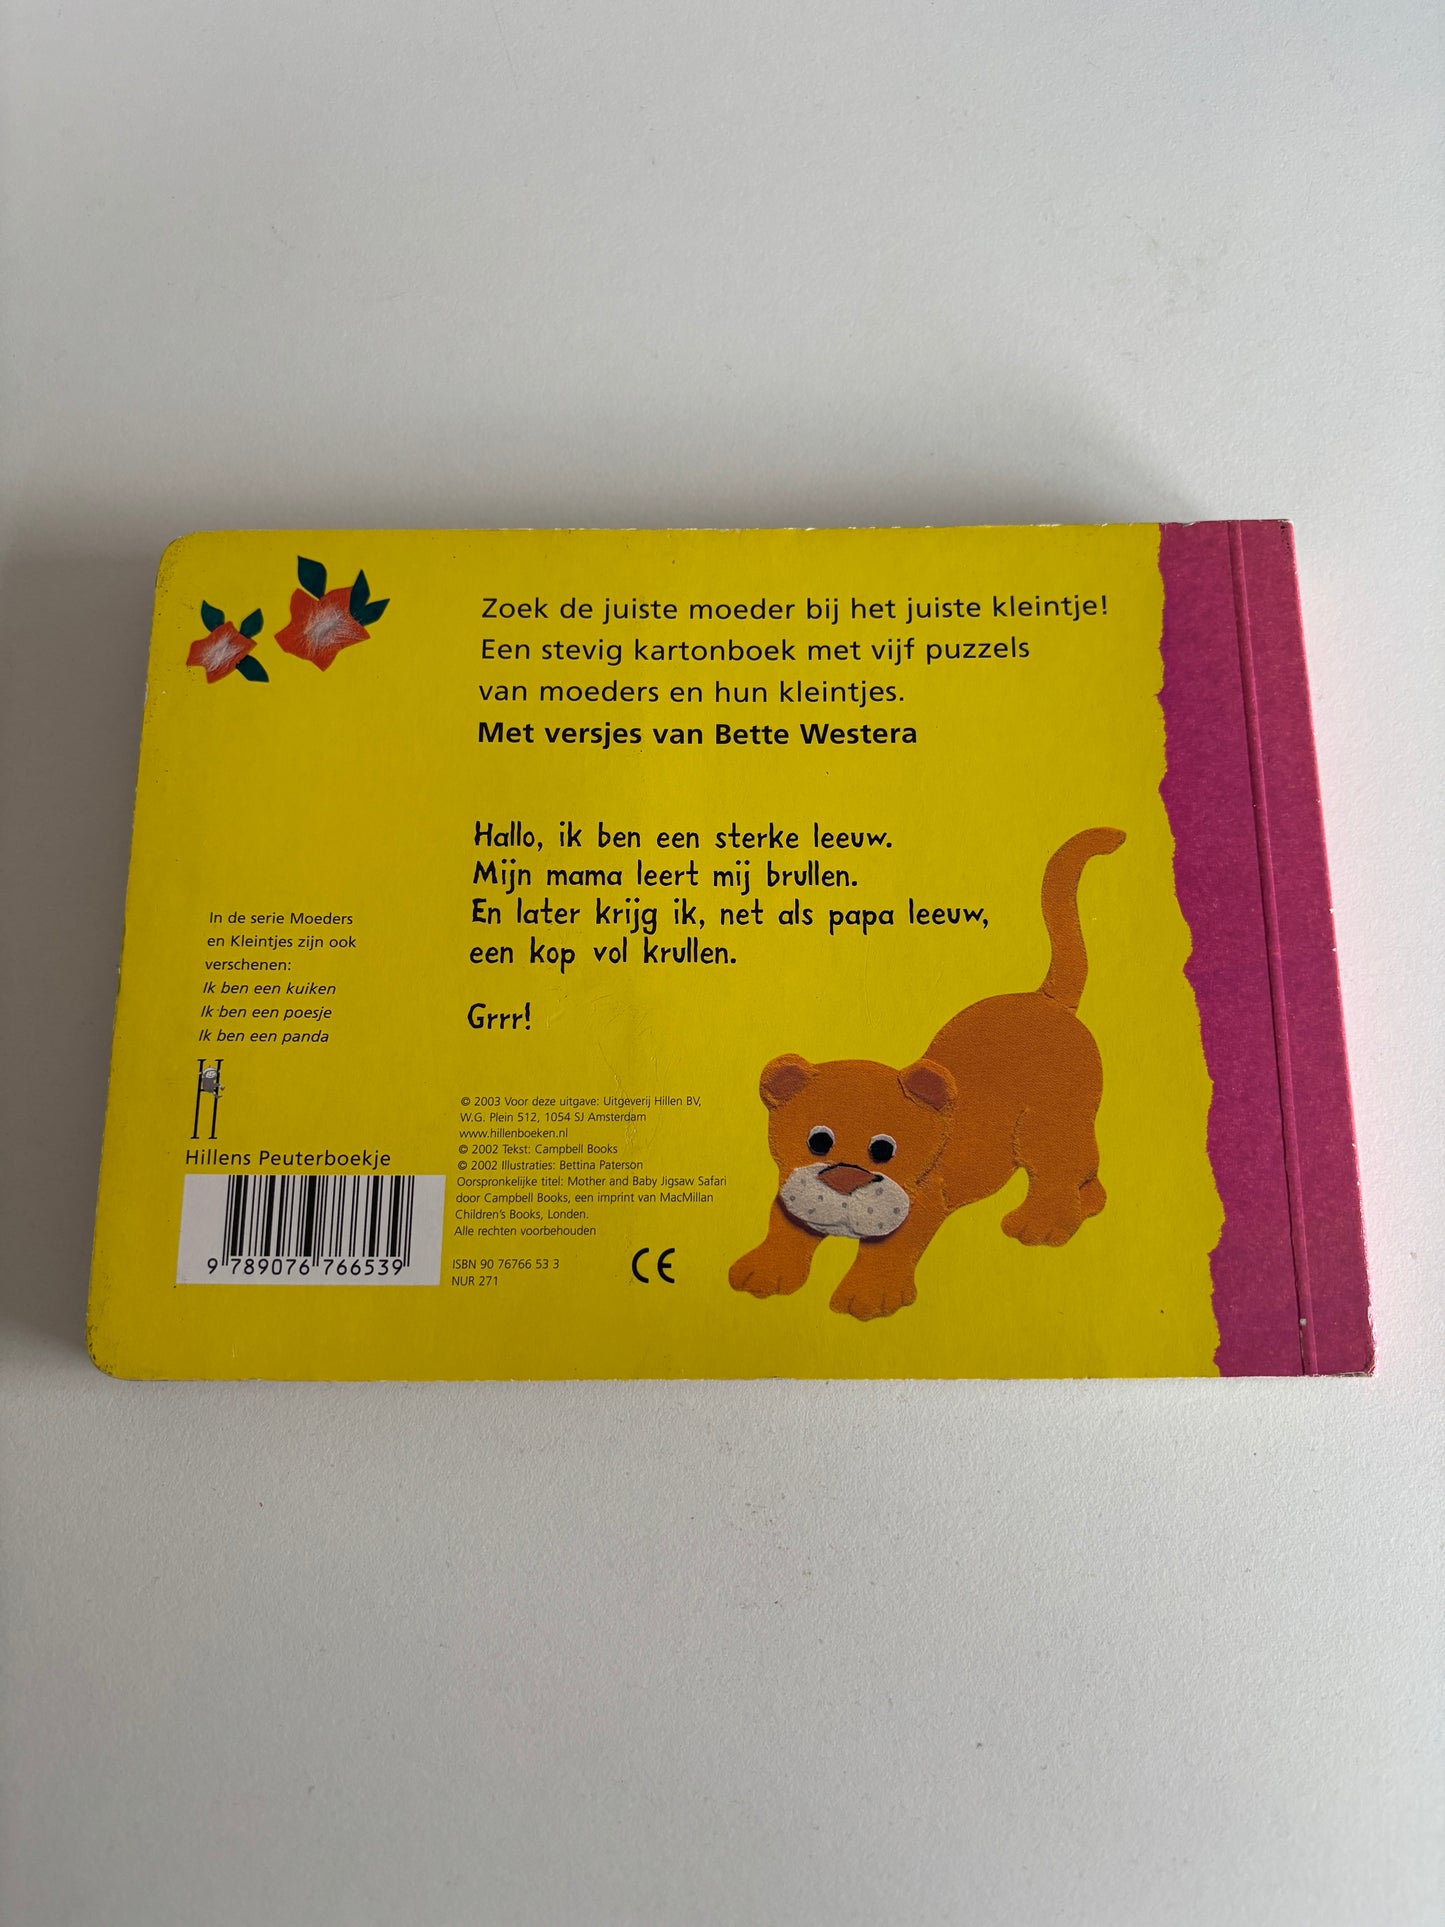 Zoek de juiste moeder bij het juiste kleintje!
Een stevig kartonboek met vijf puzzels
van moeders en hun kleintjes.
Met versjes van Bette Westera
Hallo, ik ben een sterke leeuw.
Mijn mama leert mij brullen.
En later krijg ik, net als papa leeuw,
een kop vol krullen.
Grrr!
In de serie Moeders
en Kleintjes zijn ook
verschenen:
Ik ben een kuiken
Ik ben een poesje
Ik ben een panda
H
Hillens Peuterboekje
9 789076 766539
© 2003 Voor deze uitgave: Uitgeverij Hillen BV,
W.G. Plein 512, 1054 SJ Amsterdam
www.hillenboeken.nl
© 2002 Tekst: Campbell Books
© 2002 Illustraties: Bettina Paterson
Oorspronkelijke titel: Mother and Baby Jigsaw Safari
door Campbell Books, een imprint van MacMillan
Children's Books, Londen.
Alle rechten voorbehouden
ISBN 90 76766 53 3
NUR 271
CE